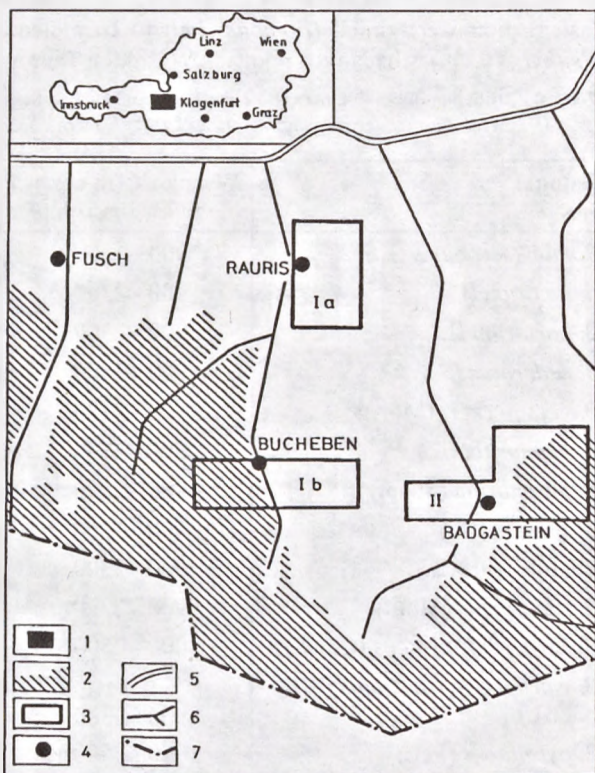 Linz
Wien
Salzburg
Innsbruck
Klagenfurt
Graz
FUSCH
RAURIS
Ia
BUCHEBEN
Ib
II
BADGASTEIN
1
2
5
3
6
4
7